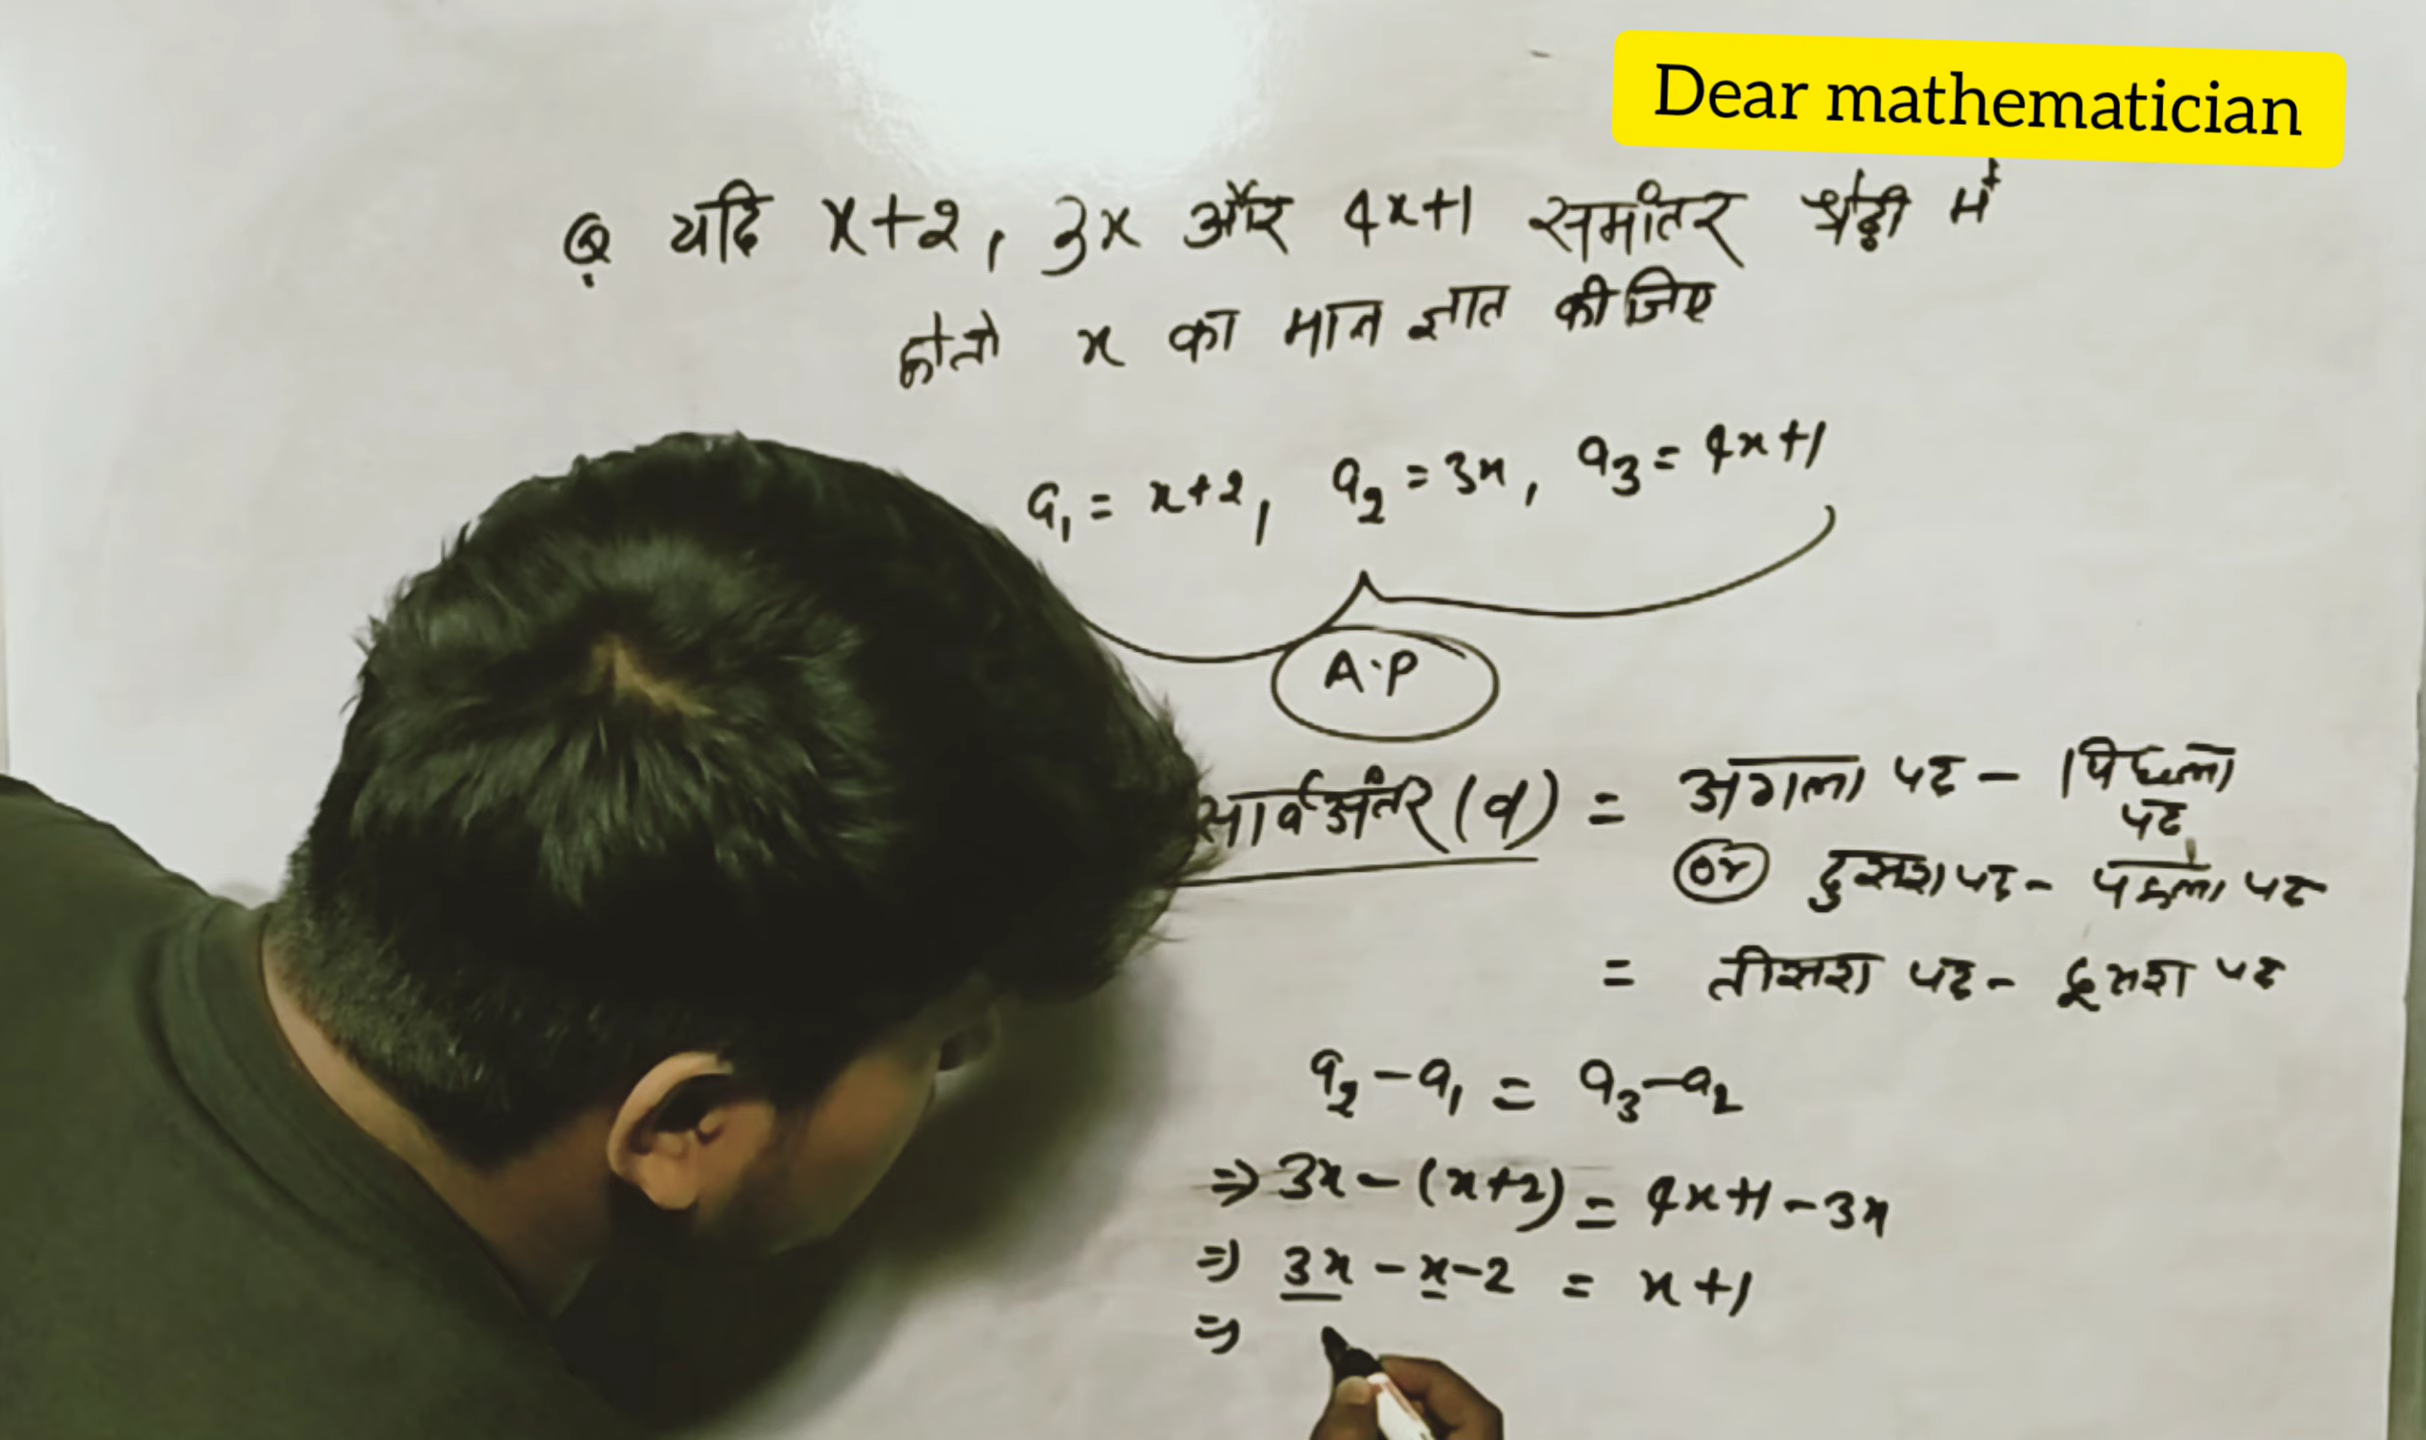 Dear mathematician
Q यदि x+2, 3x और 4x+1 समांतर श्रेढ़ी में
हो तो x का मान ज्ञात कीजिए
a₁ = x+2, a₂ = 3x, a₃ = 4x+1
A.P
सार्वअंतर (d) = अगला पद - पिछला
पद
or दुसरा पद - पहला पद
= तीसरा पद - दूसरा पद
a₂-a₁ = a₃-a₂
⇒ 3x - (x+2) = 4x+1-3x
⇒ 3x - x-2 = x+1
⇒